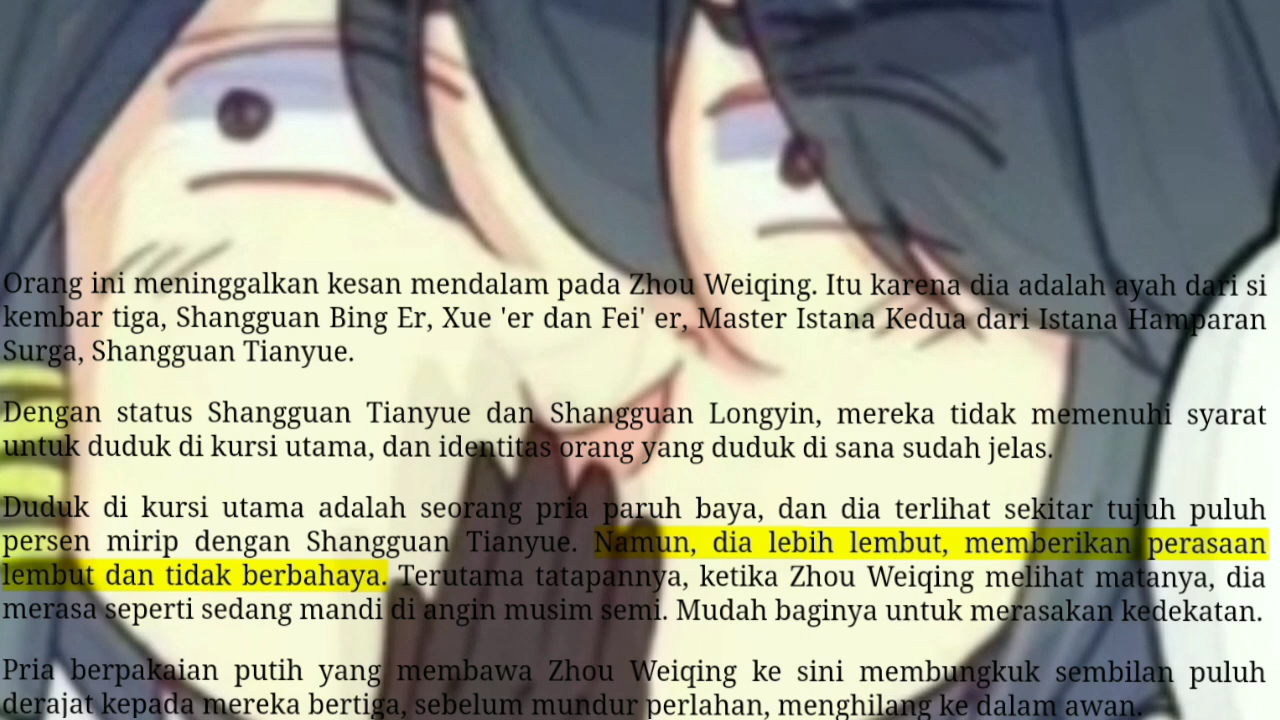 Orang ini meninggalkan kesan mendalam pada Zhou Weiqing. Itu karena dia adalah ayah dari si
kembar tiga, Shangguan Bing Er, Xue 'er dan Fei' er, Master Istana Kedua dari Istana Hamparan
Surga, Shangguan Tianyue.
Dengan status Shangguan Tianyue dan Shangguan Longyin, mereka tidak memenuhi syarat
untuk duduk di kursi utama, dan identitas orang yang duduk di sana sudah jelas.
Duduk di kursi utama adalah seorang pria paruh baya, dan dia terlihat sekitar tujuh puluh
persen mirip dengan Shangguan Tianyue. Namun, dia lebih lembut, memberikan perasaan
lembut dan tidak berbahaya. Terutama tatapannya, ketika Zhou Weiqing melihat matanya, dia
merasa seperti sedang mandi di angin musim semi. Mudah baginya untuk merasakan kedekatan.
Pria berpakaian putih yang membawa Zhou Weiqing ke sini membungkuk sembilan puluh
derajat kepada mereka bertiga, sebelum mundur perlahan, menghilang ke dalam awan.